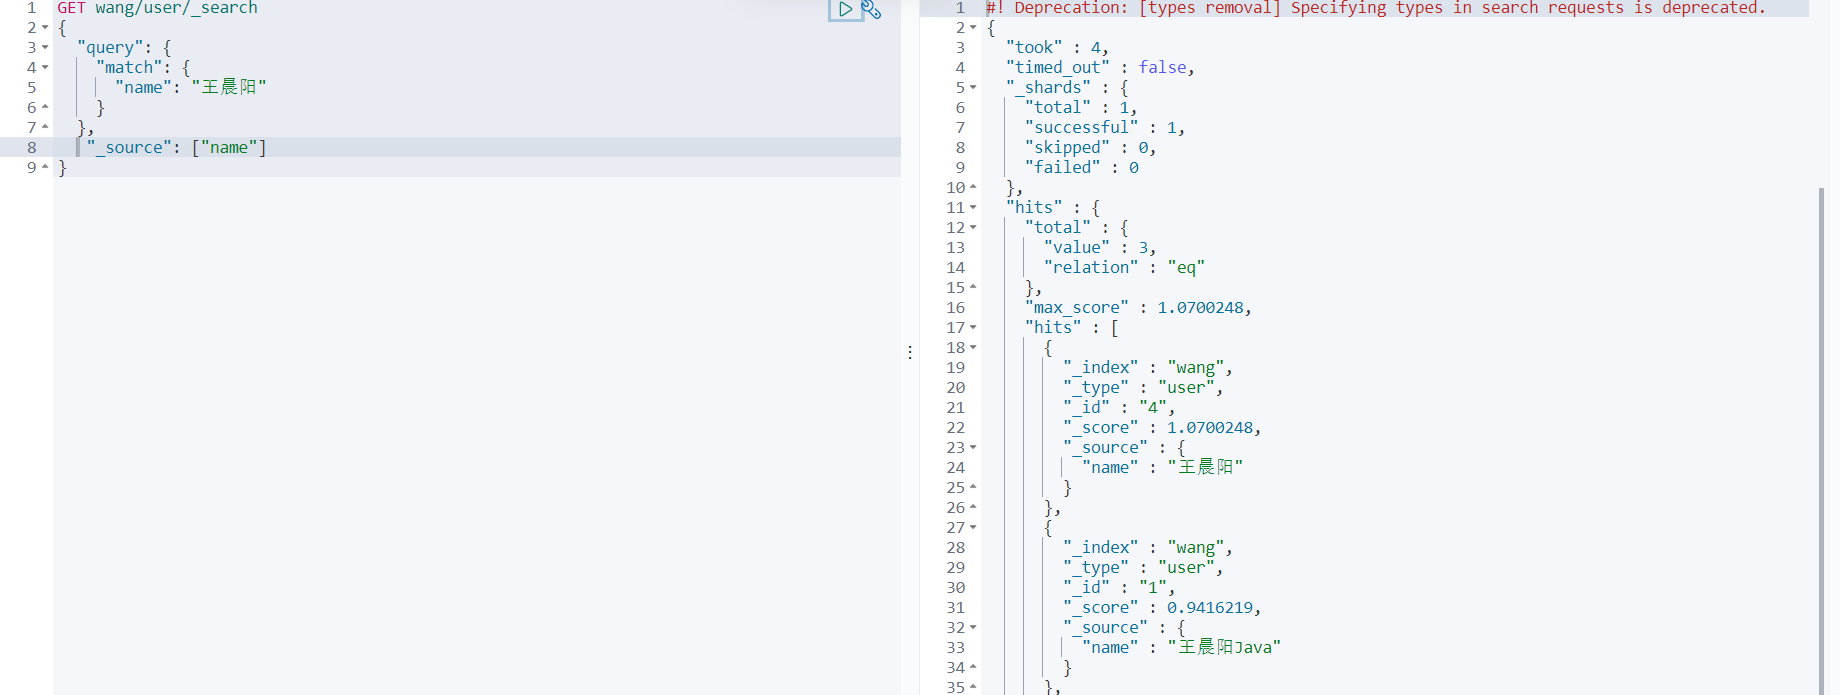 1 GET wang/user/_search
2 {
3 "query": {
4 "match": {
5 "name": "王晨阳"
6 }
7 },
8 "_source": ["name"]
9 }
1 #! Deprecation: [types removal] Specifying types in search requests is deprecated.
2 {
3 "took" : 4,
4 "timed_out" : false,
5 "_shards" : {
6 "total" : 1,
7 "successful" : 1,
8 "skipped" : 0,
9 "failed" : 0
10 },
11 "hits" : {
12 "total" : {
13 "value" : 3,
14 "relation" : "eq"
15 },
16 "max_score" : 1.0700248,
17 "hits" : [
18 {
19 "_index" : "wang",
20 "_type" : "user",
21 "_id" : "4",
22 "_score" : 1.0700248,
23 "_source" : {
24 "name" : "王晨阳"
25 }
26 },
27 {
28 "_index" : "wang",
29 "_type" : "user",
30 "_id" : "1",
31 "_score" : 0.9416219,
32 "_source" : {
33 "name" : "王晨阳Java"
34 }
35 },